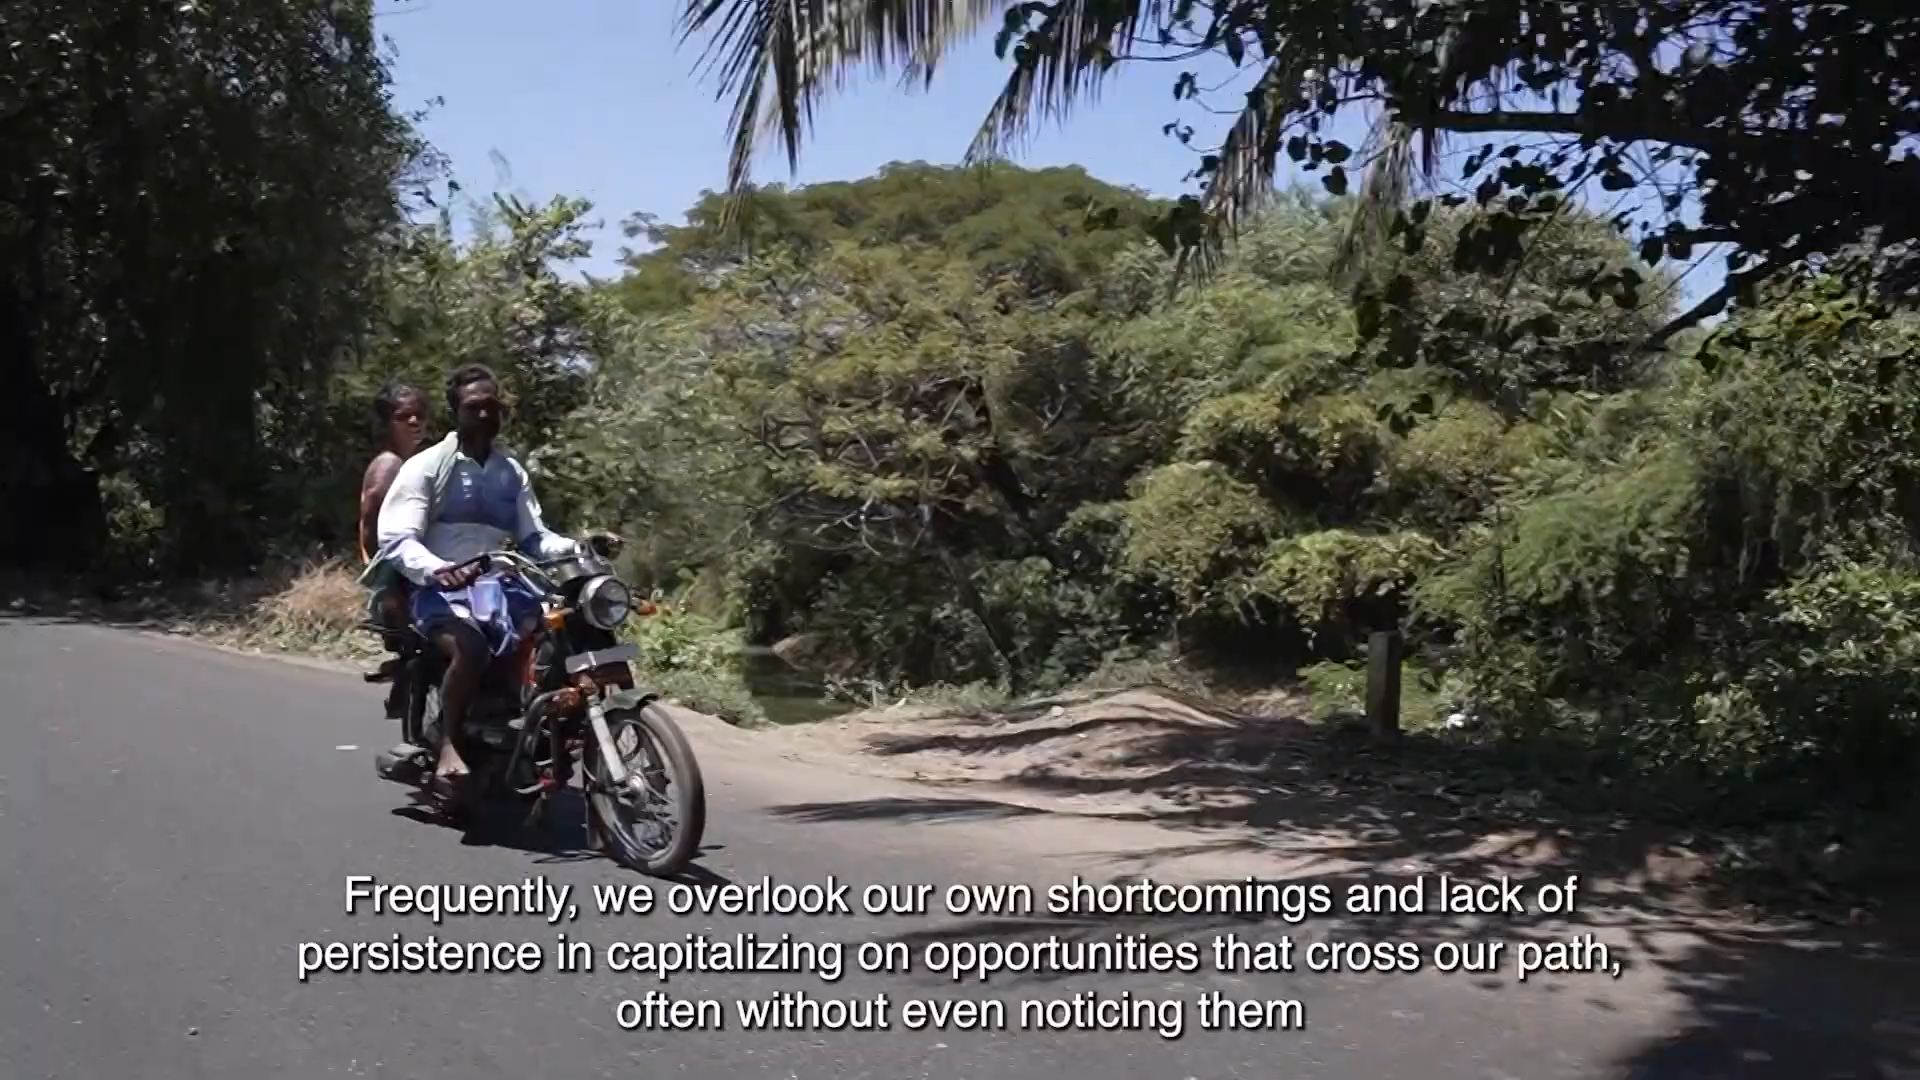 Frequently, we overlook our own shortcomings and lack of
persistence in capitalizing on opportunities that cross our path,
often without even noticing them